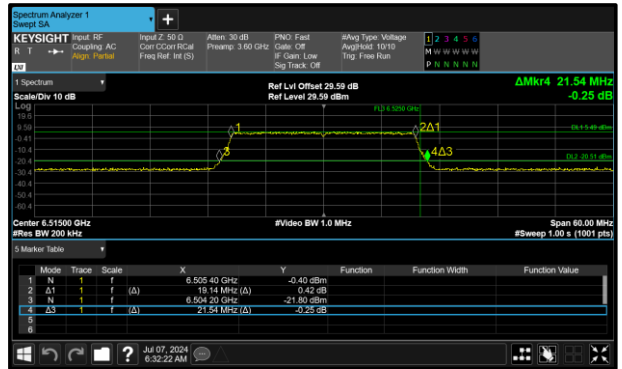 Spectrum Analyzer 1
Swept SA
+
KEYSIGHT Input: RF Input Z: 50 Ω Atten: 30 dB PNO: Fast #Avg Type: Voltage 1 2 3 4 5 6
R T Coupling: AC Corr CCorr RCal Preamp: 3.60 GHz Gate: Off Avg|Hold: 10/10 M W W W W W
Align: Partial Freq Ref: Int (S) IF Gain: Low Trig: Free Run
Sig Track: Off P N N N N N
LXI
1 Spectrum Ref Lvl Offset 29.59 dB ΔMkr4 21.54 MHz
Scale/Div 10 dB Ref Level 29.59 dBm -0.25 dB
Log
19.6 FL3 6.5250 GHz
9.59 1 2Δ1 DL1 5.49 dBm
-0.41
-10.4 3 4Δ3
-20.4 DL2 -20.51 dBm
-30.4
-40.4
-50.4
-60.4
Center 6.51500 GHz #Video BW 1.0 MHz Span 60.00 MHz
#Res BW 200 kHz #Sweep 1.00 s (1001 pts)
5 Marker Table
Mode Trace Scale X Y Function Function Width Function Value
1 N 1 f 6.505 40 GHz -0.40 dBm
2 Δ1 1 f (Δ) 19.14 MHz (Δ) 0.42 dB
3 N 1 f 6.504 20 GHz -21.80 dBm
4 Δ3 1 f (Δ) 21.54 MHz (Δ) -0.25 dB
5
6
? Jul 07, 2024
6:32:22 AM